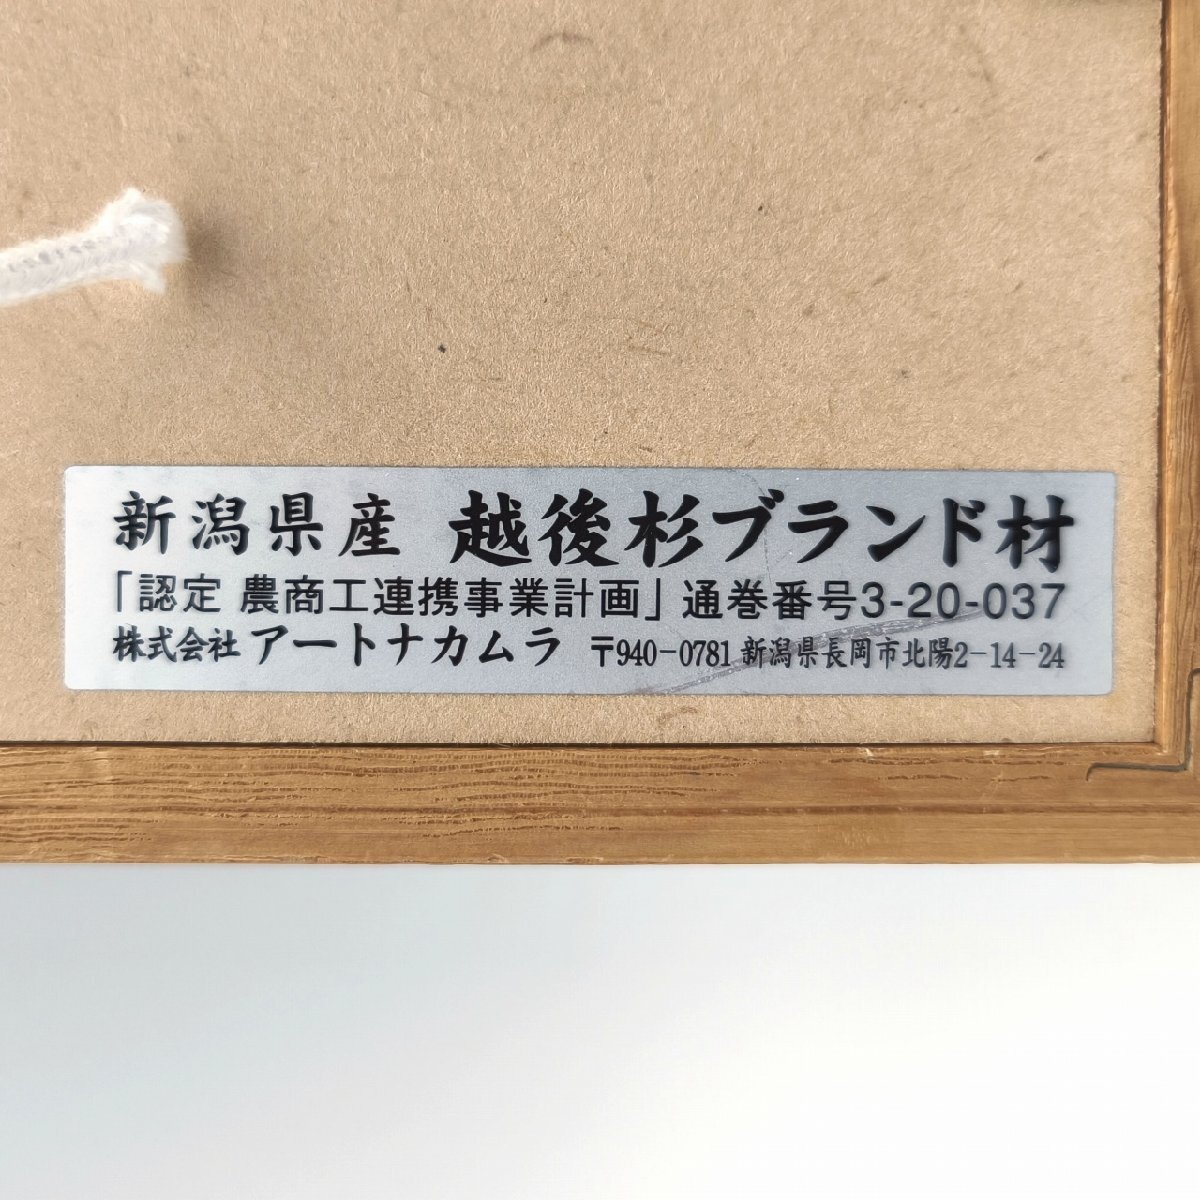 新潟県産 越後杉ブランド材
「認定 農商工連携事業計画」通巻番号3-20-037
株式会社 アートナカムラ 〒940-0781 新潟県長岡市北陽2-14-24